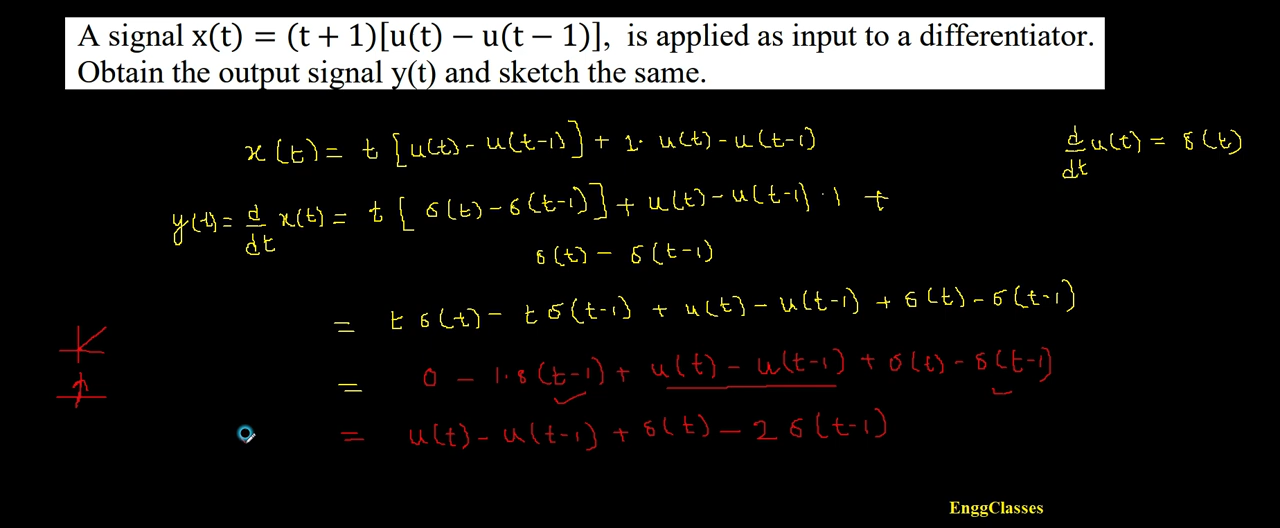 A signal x(t) = (t + 1)[u(t) − u(t − 1)], is applied as input to a differentiator.
Obtain the output signal y(t) and sketch the same.
x(t) = t [u(t) - u(t-1)] + 1. u(t) - u(t-1)
d/dt u(t) = δ(t)
y(t) = d/dt x(t) = t [ δ(t) - δ(t-1)] + u(t) - u(t-1) . 1 +
δ(t) - δ(t-1)
= t δ(t) - t δ(t-1) + u(t) - u(t-1) + δ(t) - δ(t-1)
= 0 - 1.δ(t-1) + u(t) - u(t-1) + δ(t) - δ(t-1)
= u(t) - u(t-1) + δ(t) - 2 δ(t-1)
EnggClasses